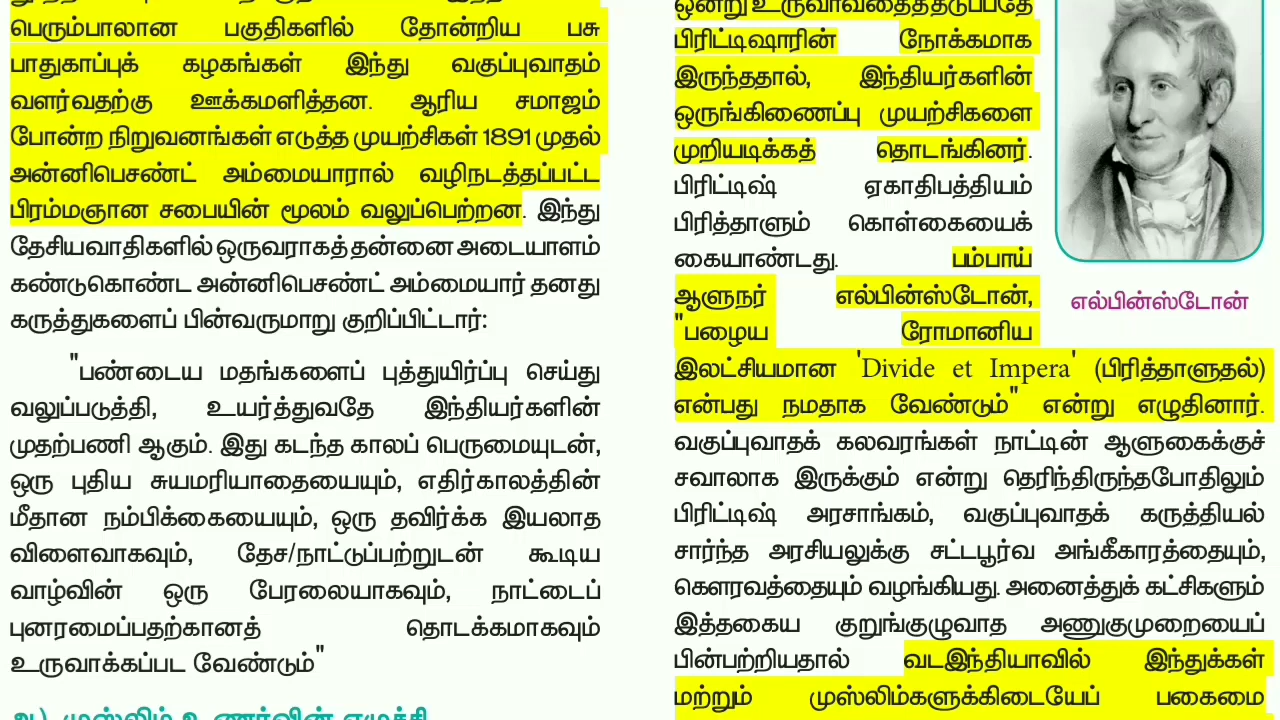 பெரும்பாலான பகுதிகளில் தோன்றிய பசு
பாதுகாப்புக் கழகங்கள் இந்து வகுப்புவாதம்
வளர்வதற்கு ஊக்கமளித்தன. ஆரிய சமாஜம்
போன்ற நிறுவனங்கள் எடுத்த முயற்சிகள் 1891 முதல்
அன்னிபெசண்ட் அம்மையாரால் வழிநடத்தப்பட்ட
பிரம்மஞான சபையின் மூலம் வலுப்பெற்றன. இந்து
தேசியவாதிகளில் ஒருவராகத் தன்னை அடையாளம்
கண்டுகொண்ட அன்னிபெசண்ட் அம்மையார் தனது
கருத்துகளைப் பின்வருமாறு குறிப்பிட்டார்:
"பண்டைய மதங்களைப் புத்துயிர்ப்பு செய்து
வலுப்படுத்தி, உயர்த்துவதே இந்தியர்களின்
முதற்பணி ஆகும். இது கடந்த காலப் பெருமையுடன்,
ஒரு புதிய சுயமரியாதையையும், எதிர்காலத்தின்
மீதான நம்பிக்கையையும், ஒரு தவிர்க்க இயலாத
விளைவாகவும், தேச/நாட்டுப்பற்றுடன் கூடிய
வாழ்வின் ஒரு பேரலையாகவும், நாட்டைப்
புனரமைப்பதற்கானத் தொடக்கமாகவும்
உருவாக்கப்பட வேண்டும்"
ஆ) முஸ்லிம் உணர்வின் எழுச்சி
ஒன்று உருவாவதைத்தடுப்பதே
பிரிட்டிஷாரின் நோக்கமாக
இருந்ததால், இந்தியர்களின்
ஒருங்கிணைப்பு முயற்சிகளை
முறியடிக்கத் தொடங்கினர்.
பிரிட்டிஷ் ஏகாதிபத்தியம்
பிரித்தாளும் கொள்கையைக்
கையாண்டது. பம்பாய்
ஆளுநர் எல்பின்ஸ்டோன்,
"பழைய ரோமானிய
இலட்சியமான 'Divide et Impera' (பிரித்தாளுதல்)
என்பது நமதாக வேண்டும்" என்று எழுதினார்.
வகுப்புவாதக் கலவரங்கள் நாட்டின் ஆளுகைக்குச்
சவாலாக இருக்கும் என்று தெரிந்திருந்தபோதிலும்
பிரிட்டிஷ் அரசாங்கம், வகுப்புவாதக் கருத்தியல்
சார்ந்த அரசியலுக்கு சட்டபூர்வ அங்கீகாரத்தையும்,
கௌரவத்தையும் வழங்கியது. அனைத்துக் கட்சிகளும்
இத்தகைய குறுங்குழுவாத அணுகுமுறையைப்
பின்பற்றியதால் வடஇந்தியாவில் இந்துக்கள்
மற்றும் முஸ்லிம்களுக்கிடையேப் பகைமை
எல்பின்ஸ்டோன்